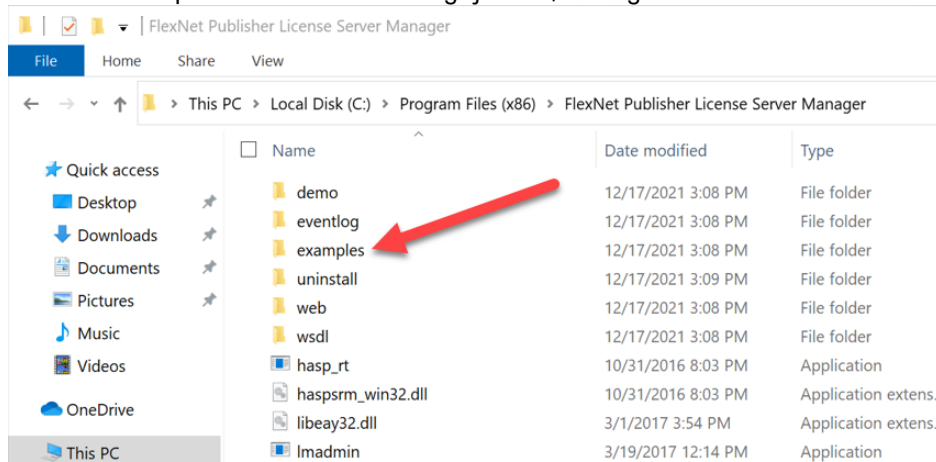 FlexNet Publisher License Server Manager
File Home Share View
This PC > Local Disk (C:) > Program Files (x86) > FlexNet Publisher License Server Manager
Name Date modified Type
Quick access
Desktop
Downloads
Documents
Pictures
Music
Videos
OneDrive
This PC
demo 12/17/2021 3:08 PM File folder
eventlog 12/17/2021 3:08 PM File folder
examples 12/17/2021 3:08 PM File folder
uninstall 12/17/2021 3:09 PM File folder
web 12/17/2021 3:08 PM File folder
wsdl 12/17/2021 3:08 PM File folder
hasp_rt 10/31/2016 8:03 PM Application
haspsrm_win32.dll 10/31/2016 8:03 PM Application extens.
libeay32.dll 3/1/2017 3:54 PM Application extens.
lmadmin 3/19/2017 12:14 PM Application